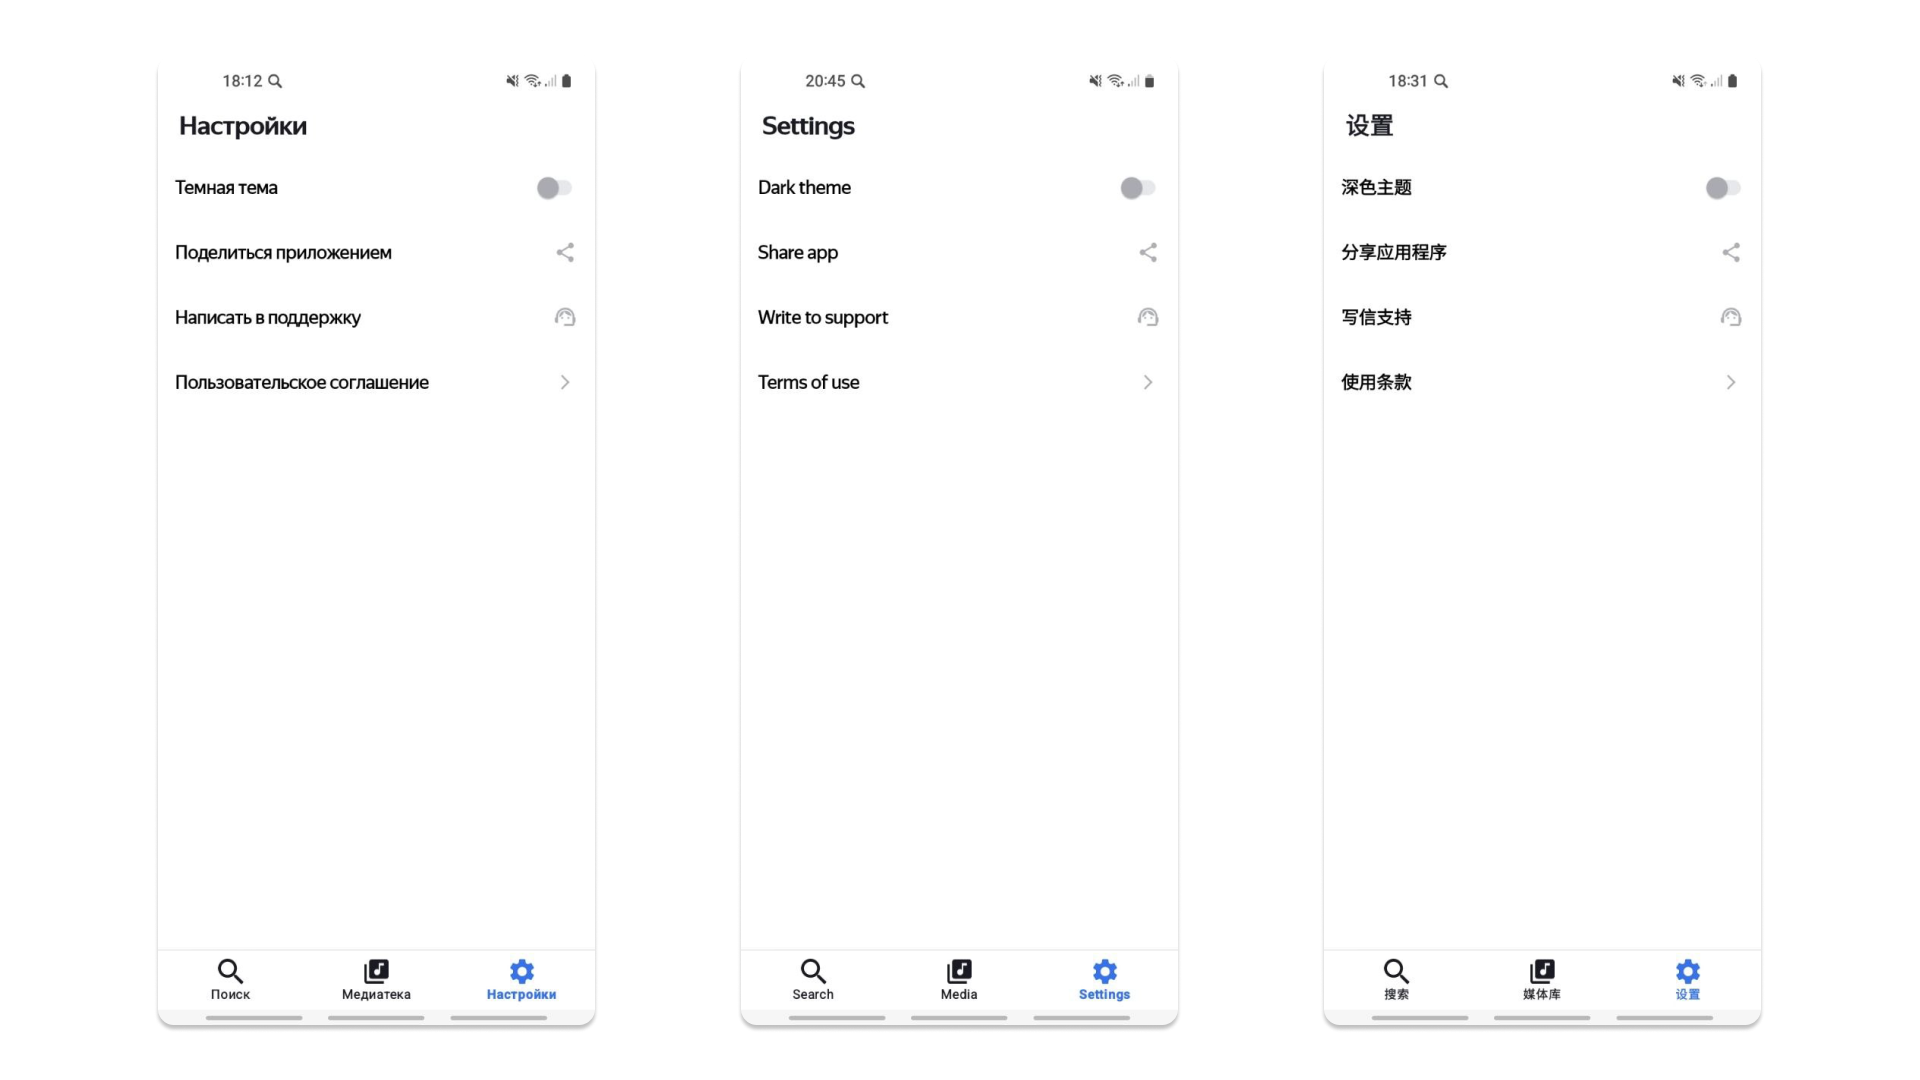 18:12
Настройки
Темная тема
Поделиться приложением
Написать в поддержку
Пользовательское соглашение
Поиск
Медиатека
Настройки
20:45
Settings
Dark theme
Share app
Write to support
Terms of use
Search
Media
Settings
18:31
设置
深色主题
分享应用程序
写信支持
使用条款
搜索
媒体库
设置